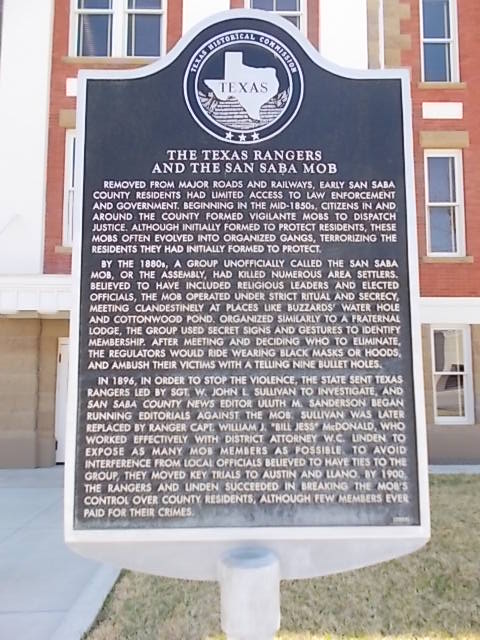 TEXAS HISTORICAL COMMISSION
TEXAS
THE TEXAS RANGERS
AND THE SAN SABA MOB
REMOVED FROM MAJOR ROADS AND RAILWAYS, EARLY SAN SABA
COUNTY RESIDENTS HAD LIMITED ACCESS TO LAW ENFORCEMENT
AND GOVERNMENT. BEGINNING IN THE MID-1850s, CITIZENS IN AND
AROUND THE COUNTY FORMED VIGILANTE MOBS TO DISPATCH
JUSTICE. ALTHOUGH INITIALLY FORMED TO PROTECT RESIDENTS, THESE
MOBS OFTEN EVOLVED INTO ORGANIZED GANGS, TERRORIZING THE
RESIDENTS THEY HAD INITIALLY FORMED TO PROTECT.
BY THE 1880s, A GROUP UNOFFICIALLY CALLED THE SAN SABA
MOB, OR THE ASSEMBLY, HAD KILLED NUMEROUS AREA SETTLERS.
BELIEVED TO HAVE INCLUDED RELIGIOUS LEADERS AND ELECTED
OFFICIALS, THE MOB OPERATED UNDER STRICT RITUAL AND SECRECY,
MEETING CLANDESTINELY AT PLACES LIKE BUZZARDS' WATER HOLE
AND COTTONWOOD POND. ORGANIZED SIMILARLY TO A FRATERNAL
LODGE, THE GROUP USED SECRET SIGNS AND GESTURES TO IDENTIFY
MEMBERSHIP. AFTER MEETING AND DECIDING WHO TO ELIMINATE,
THE REGULATORS WOULD RIDE WEARING BLACK MASKS OR HOODS,
AND AMBUSH THEIR VICTIMS WITH A TELLING NINE BULLET HOLES.
IN 1896, IN ORDER TO STOP THE VIOLENCE, THE STATE SENT TEXAS
RANGERS LED BY SGT. W. JOHN L. SULLIVAN TO INVESTIGATE, AND
SAN SABA COUNTY NEWS EDITOR ULUTH M. SANDERSON BEGAN
RUNNING EDITORIALS AGAINST THE MOB. SULLIVAN WAS LATER
REPLACED BY RANGER CAPT. WILLIAM J. "BILL JESS" McDONALD, WHO
WORKED EFFECTIVELY WITH DISTRICT ATTORNEY W.C. LINDEN TO
EXPOSE AS MANY MOB MEMBERS AS POSSIBLE. TO AVOID
INTERFERENCE FROM LOCAL OFFICIALS BELIEVED TO HAVE TIES TO THE
GROUP, THEY MOVED KEY TRIALS TO AUSTIN AND LLANO. BY 1900,
THE RANGERS AND LINDEN SUCCEEDED IN BREAKING THE MOB'S
CONTROL OVER COUNTY RESIDENTS, ALTHOUGH FEW MEMBERS EVER
PAID FOR THEIR CRIMES.